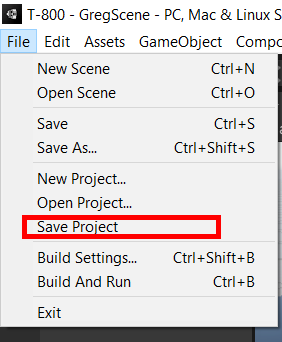 T-800 - GregScene - PC, Mac & Linux S
File Edit Assets GameObject Compo
New Scene Ctrl+N
Open Scene Ctrl+O
Save Ctrl+S
Save As... Ctrl+Shift+S
New Project...
Open Project...
Save Project
Build Settings... Ctrl+Shift+B
Build And Run Ctrl+B
Exit